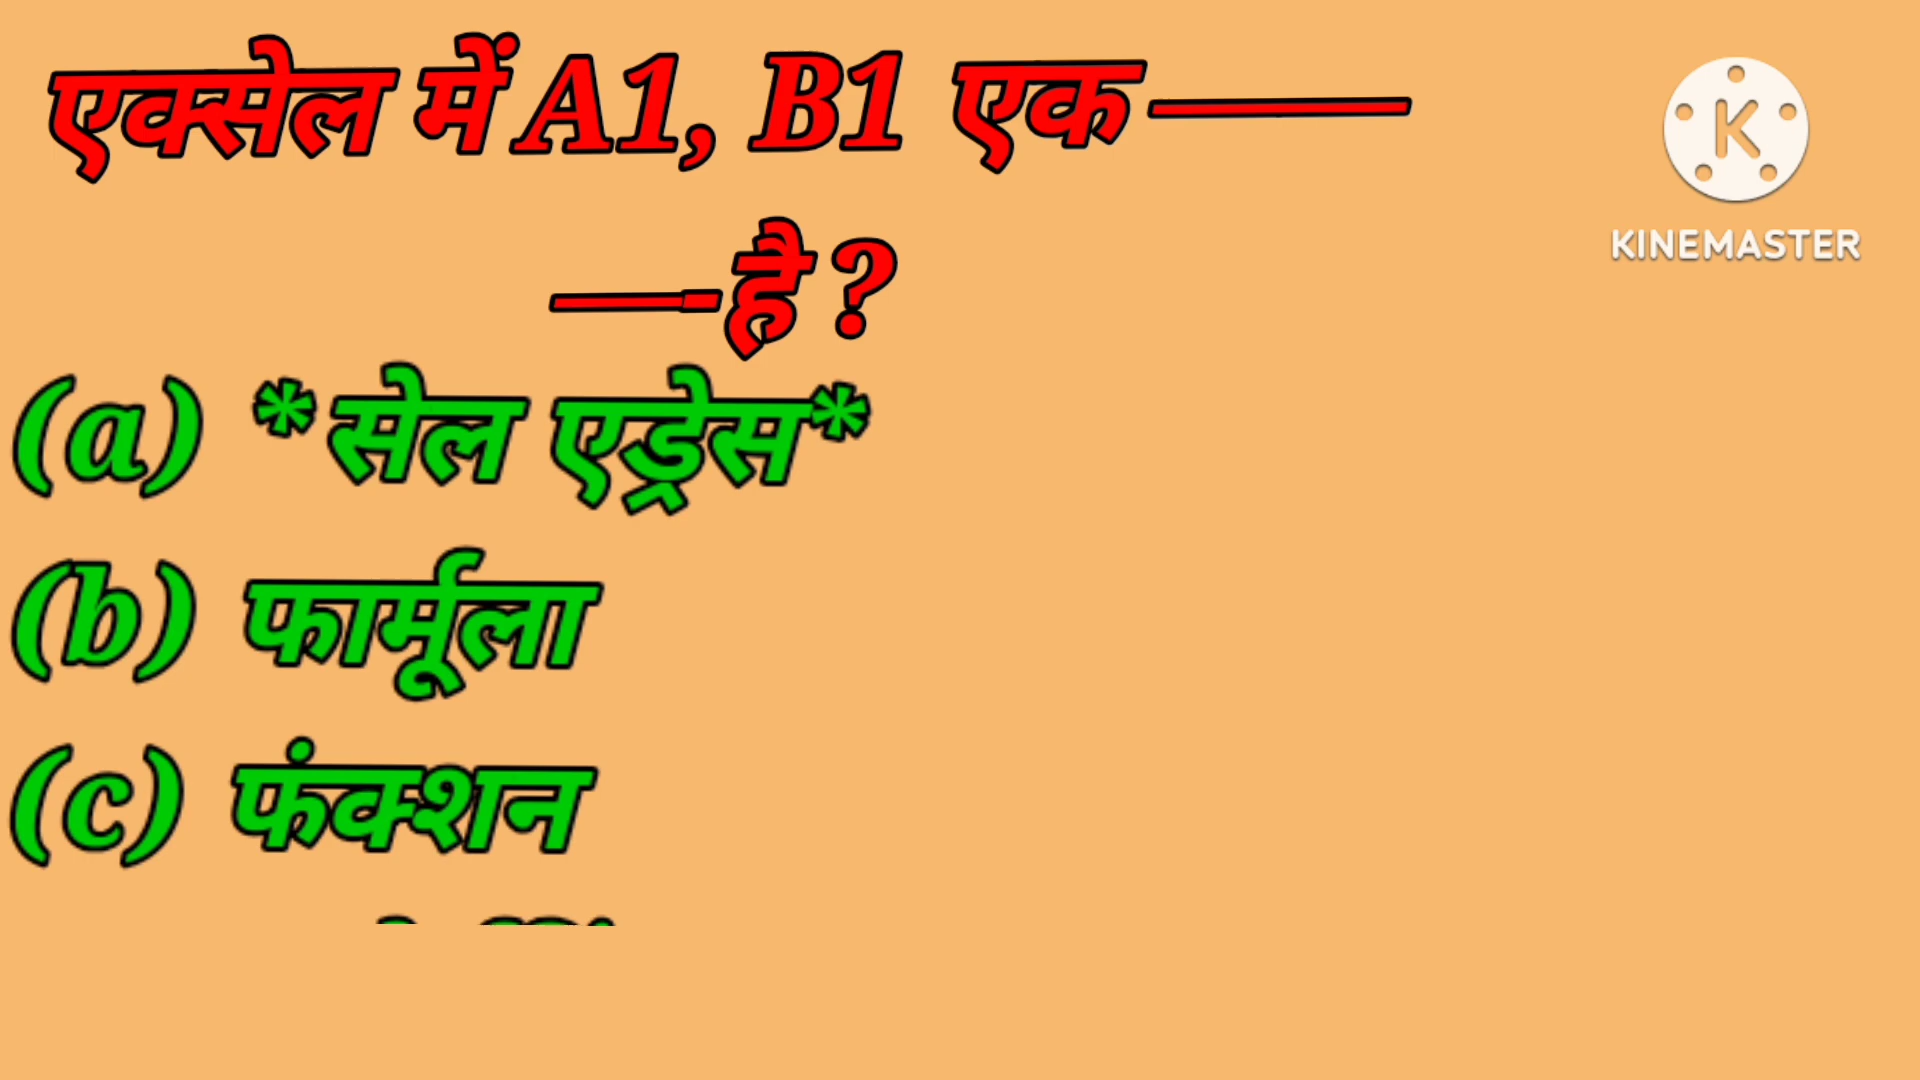 एक्सेल में A1, B1 एक ———
——-है ?
K
KINEMASTER
(a) *सेल एड्रेस*
(b) फार्मूला
(c) फंक्शन